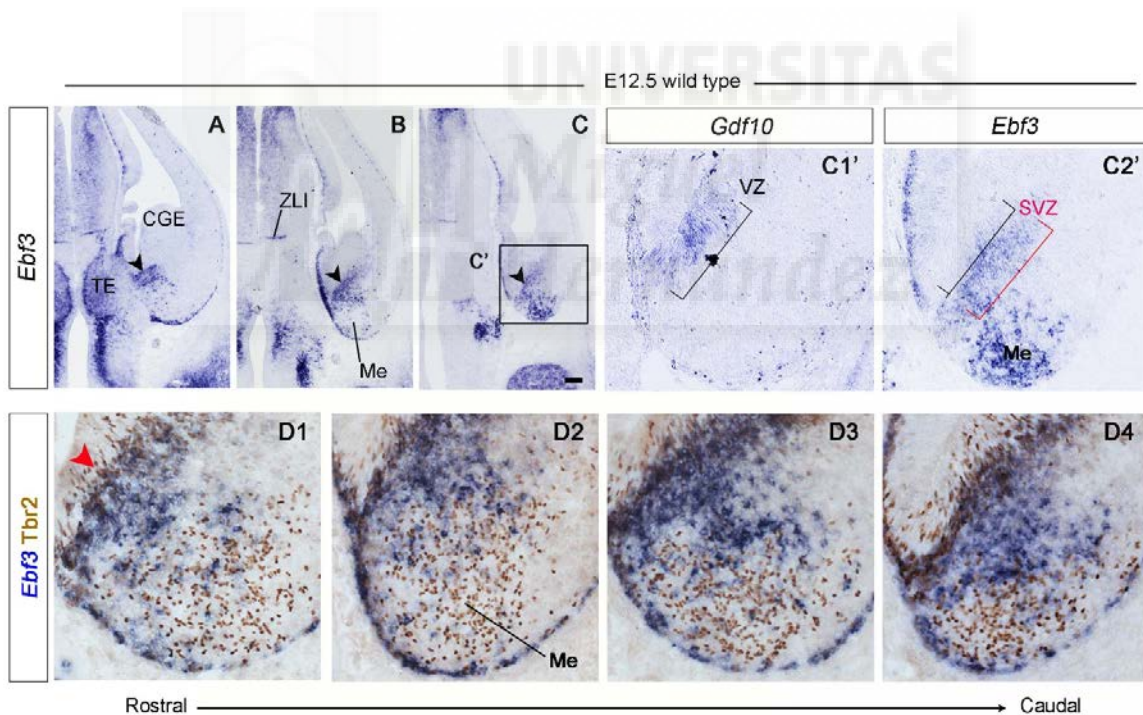 UNIVERSITAS
Miguel
Hernández
E12.5 wild type
Ebf3
A
CGE
TE
B
ZLI
Me
C
C'
Gdf10
C1'
VZ
Ebf3
C2'
SVZ
Me
Ebf3 Tbr2
D1
D2
Me
D3
D4
Rostral
Caudal